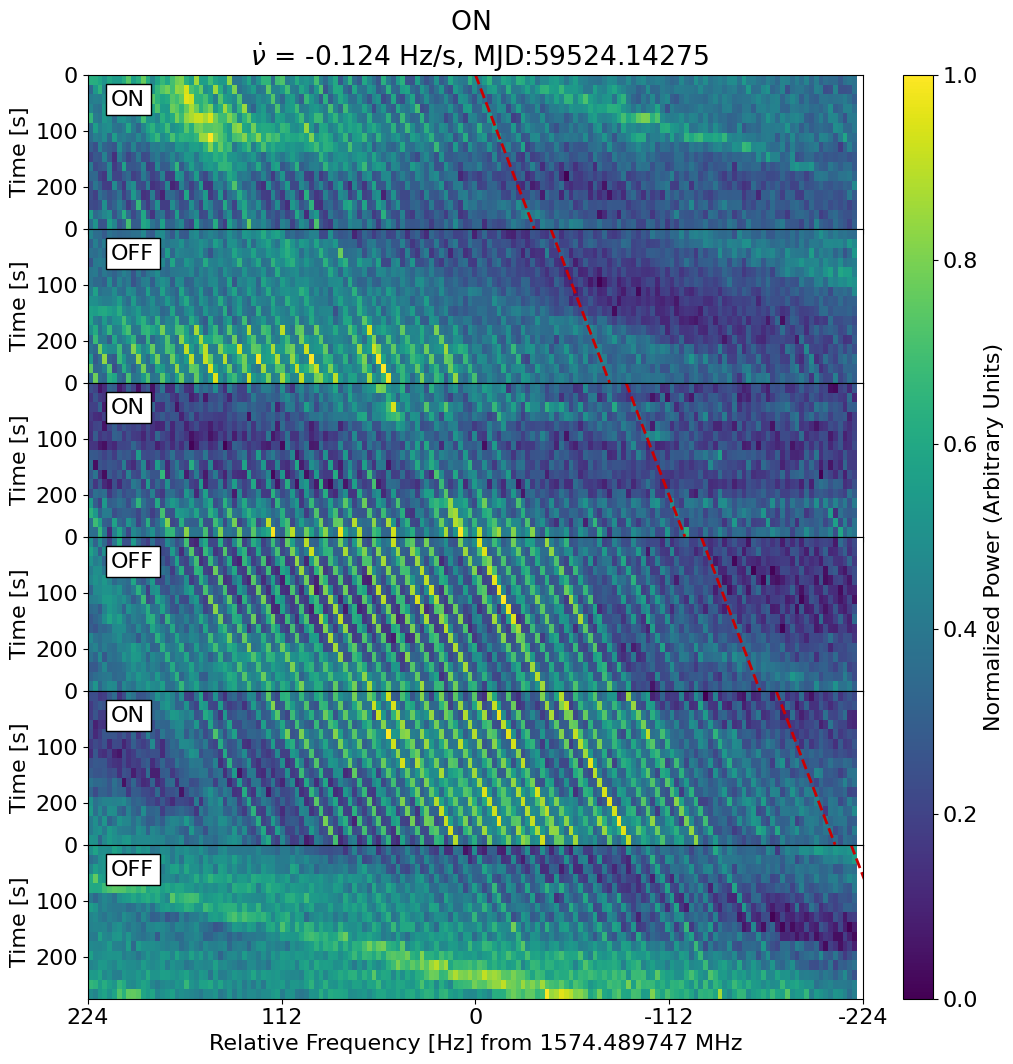 ON
ν̇ = -0.124 Hz/s, MJD:59524.14275
0
100
200
Time [s]
ON
0
100
200
Time [s]
OFF
0
100
200
Time [s]
ON
0
100
200
Time [s]
OFF
0
100
200
Time [s]
ON
0
100
200
Time [s]
OFF
224 112 0 -112 -224
Relative Frequency [Hz] from 1574.489747 MHz
1.0
0.8
0.6
0.4
0.2
0.0
Normalized Power (Arbitrary Units)